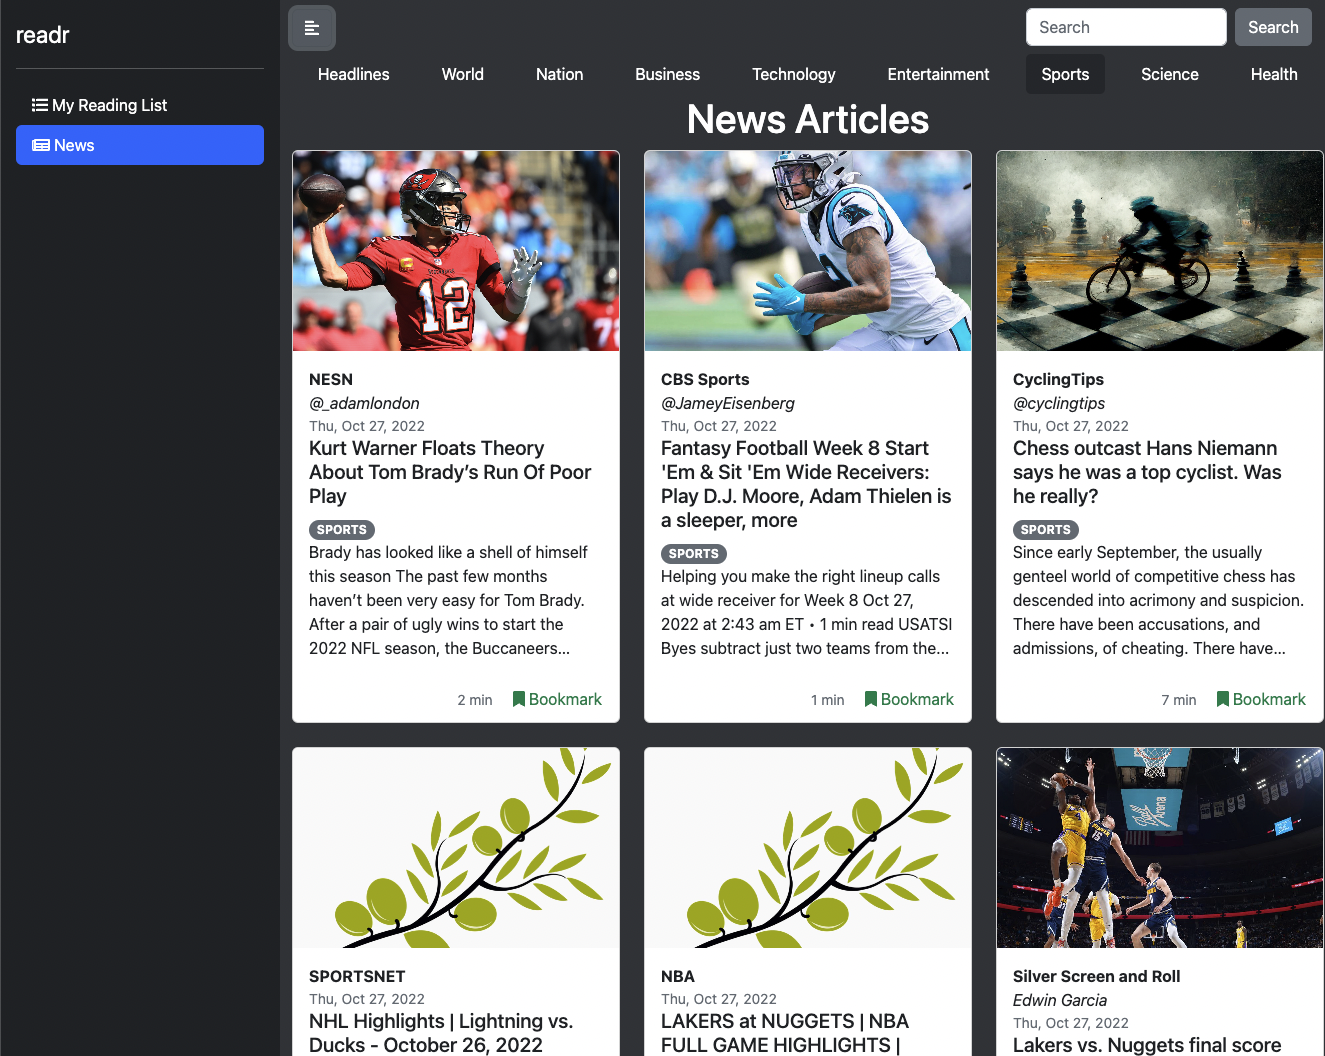 readr
My Reading List
News
Search
Search
Headlines
World
Nation
Business
Technology
Entertainment
Sports
Science
Health
News Articles
12
NESN
@_adamlondon
Thu, Oct 27, 2022
Kurt Warner Floats Theory
About Tom Brady’s Run Of Poor
Play
SPORTS
Brady has looked like a shell of himself
this season The past few months
haven’t been very easy for Tom Brady.
After a pair of ugly wins to start the
2022 NFL season, the Buccaneers...
2 min
Bookmark
CBS Sports
@JameyEisenberg
Thu, Oct 27, 2022
Fantasy Football Week 8 Start
'Em & Sit 'Em Wide Receivers:
Play D.J. Moore, Adam Thielen is
a sleeper, more
SPORTS
Helping you make the right lineup calls
at wide receiver for Week 8 Oct 27,
2022 at 2:43 am ET • 1 min read USATSI
Byes subtract just two teams from the...
1 min
Bookmark
CyclingTips
@cyclingtips
Thu, Oct 27, 2022
Chess outcast Hans Niemann
says he was a top cyclist. Was
he really?
SPORTS
Since early September, the usually
genteel world of competitive chess has
descended into acrimony and suspicion.
There have been accusations, and
admissions, of cheating. There have...
7 min
Bookmark
SPORTSNET
Thu, Oct 27, 2022
NHL Highlights | Lightning vs.
Ducks - October 26, 2022
NBA
Thu, Oct 27, 2022
LAKERS at NUGGETS | NBA
FULL GAME HIGHLIGHTS |
15
Arena
Silver Screen and Roll
Edwin Garcia
Thu, Oct 27, 2022
Lakers vs. Nuggets final score